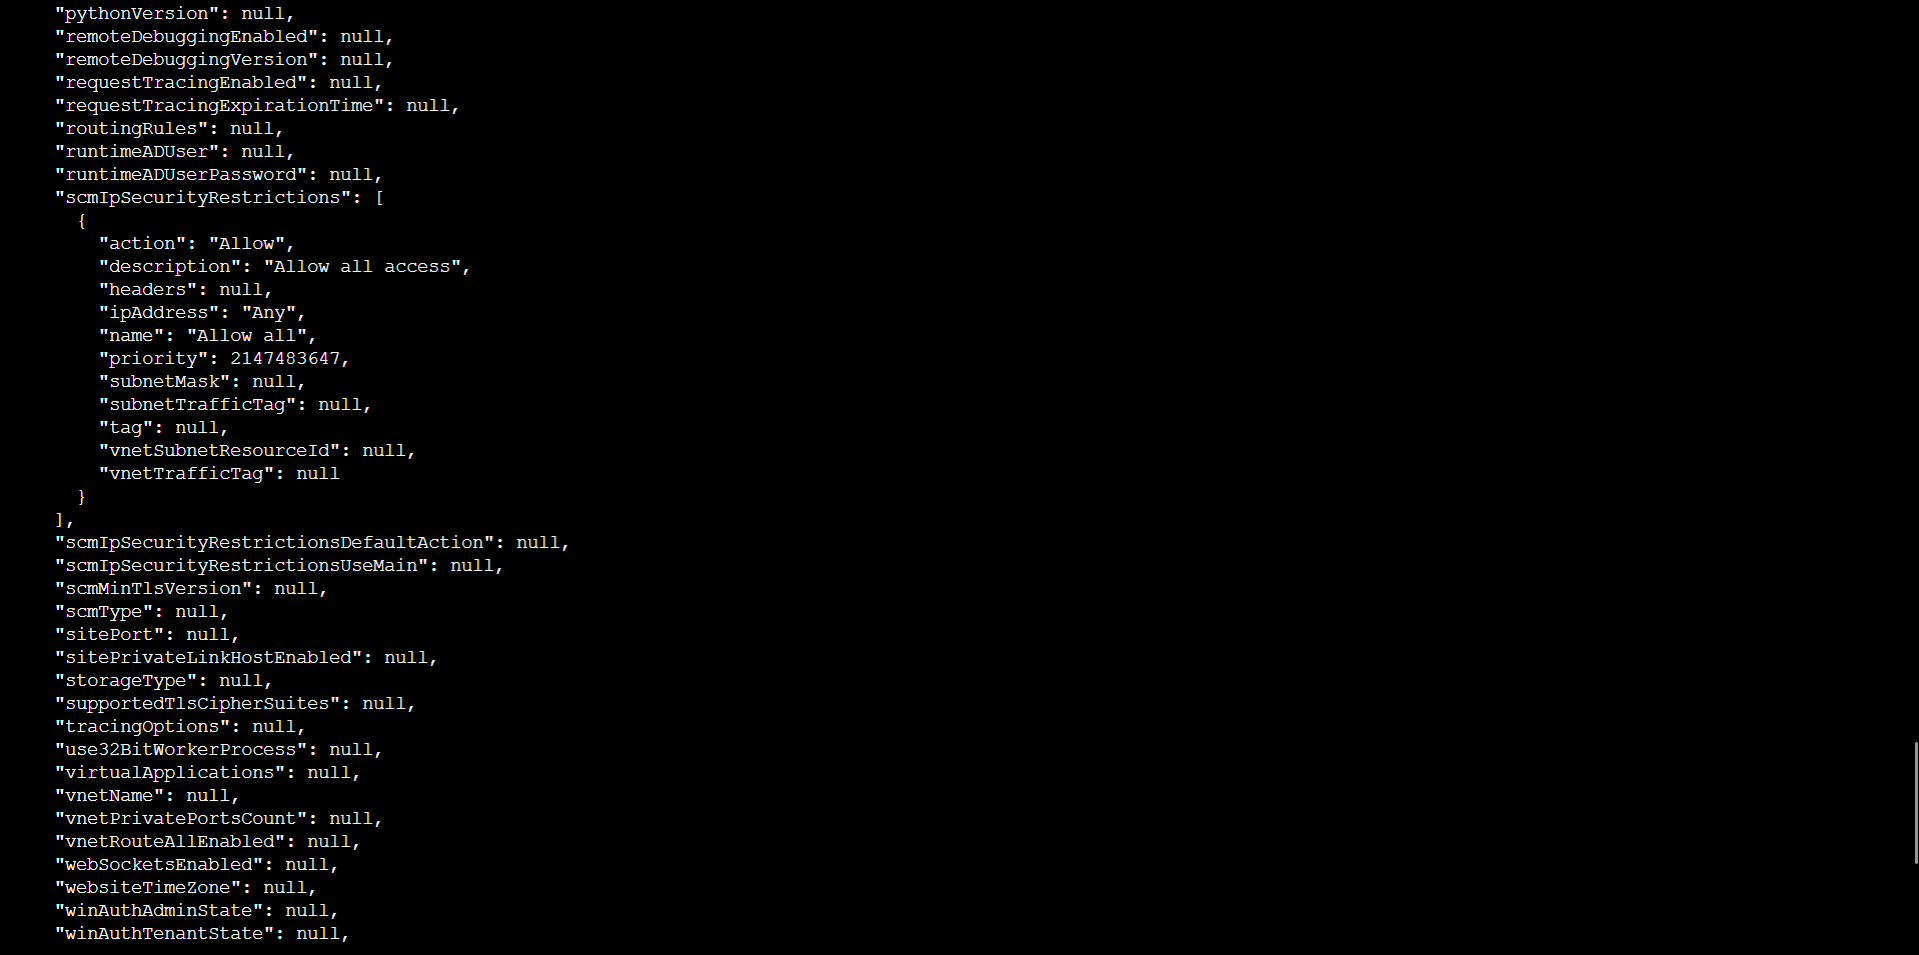 "pythonVersion": null,
"remoteDebuggingEnabled": null,
"remoteDebuggingVersion": null,
"requestTracingEnabled": null,
"requestTracingExpirationTime": null,
"routingRules": null,
"runtimeADUser": null,
"runtimeADUserPassword": null,
"scmIpSecurityRestrictions": [
{
"action": "Allow",
"description": "Allow all access",
"headers": null,
"ipAddress": "Any",
"name": "Allow all",
"priority": 2147483647,
"subnetMask": null,
"subnetTrafficTag": null,
"tag": null,
"vnetSubnetResourceId": null,
"vnetTrafficTag": null
}
],
"scmIpSecurityRestrictionsDefaultAction": null,
"scmIpSecurityRestrictionsUseMain": null,
"scmMinTlsVersion": null,
"scmType": null,
"sitePort": null,
"sitePrivateLinkHostEnabled": null,
"storageType": null,
"supportedTlsCipherSuites": null,
"tracingOptions": null,
"use32BitWorkerProcess": null,
"virtualApplications": null,
"vnetName": null,
"vnetPrivatePortsCount": null,
"vnetRouteAllEnabled": null,
"webSocketsEnabled": null,
"websiteTimeZone": null,
"winAuthAdminState": null,
"winAuthTenantState": null,